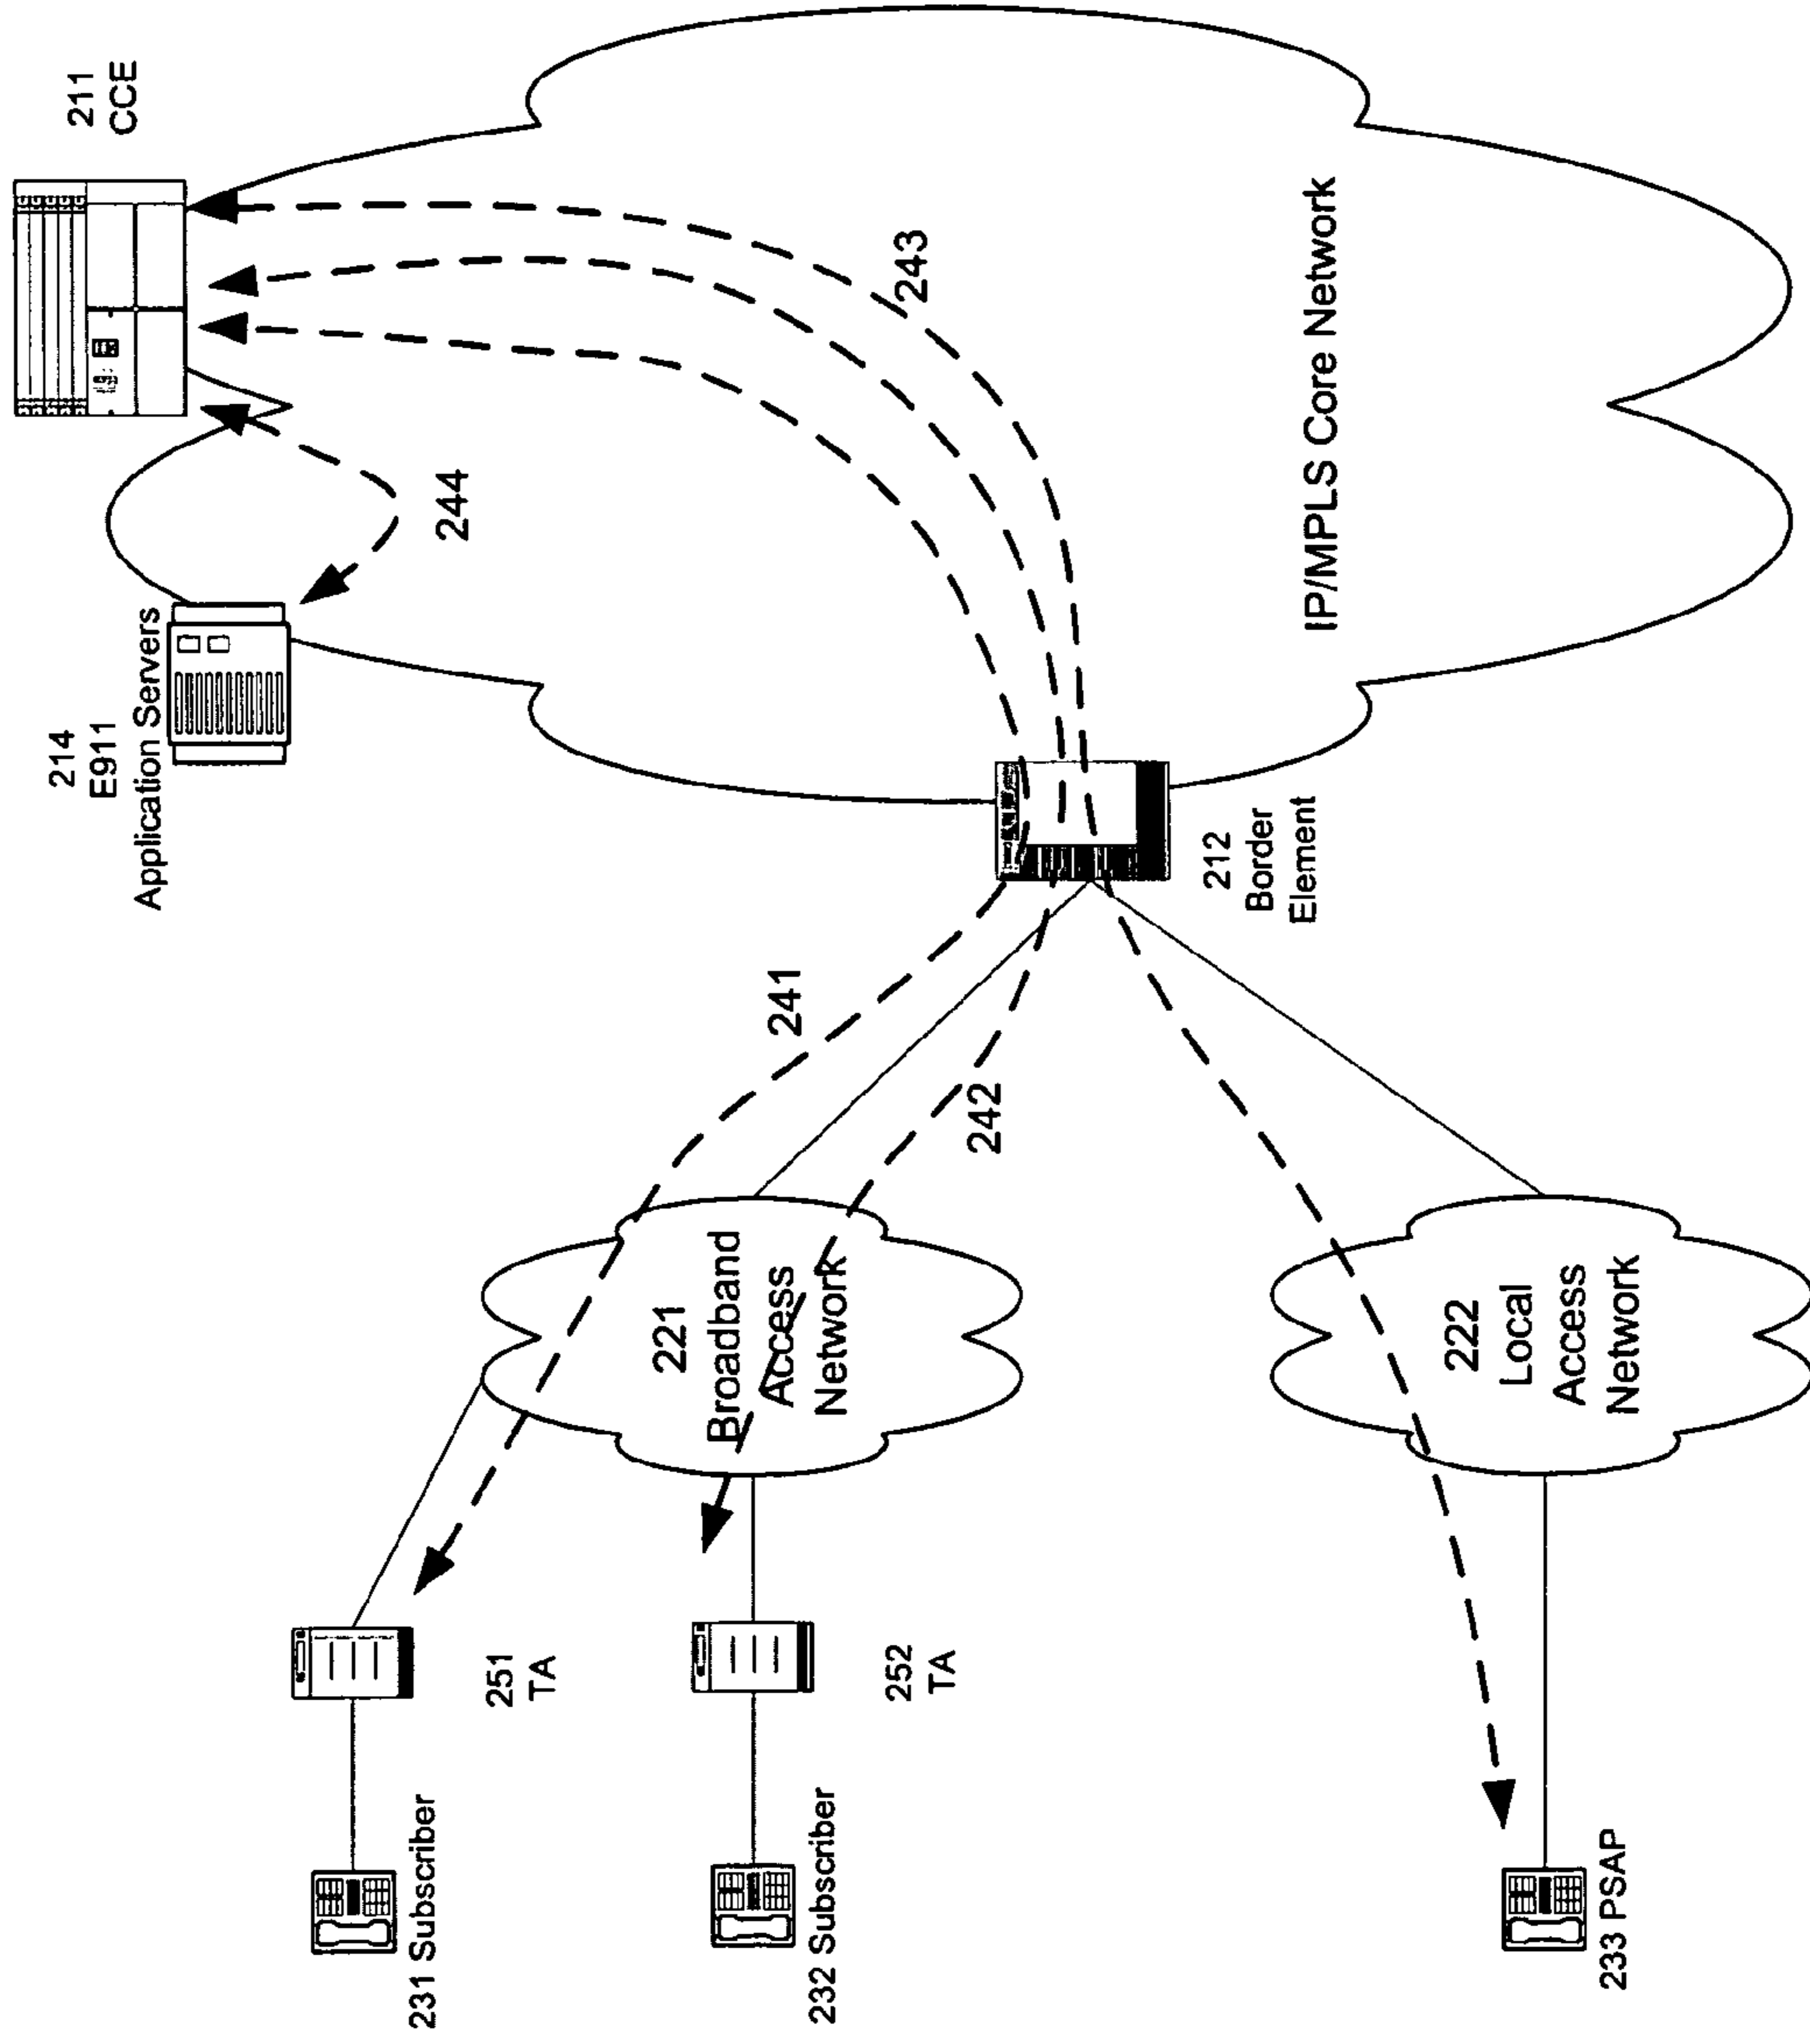 214
E911
Application Servers
211
CCE
244
243
IP/MPLS Core Network
212
Border
Element
241
242
221
Broadband
Access
Network
222
Local
Access
Network
251
TA
252
TA
231 Subscriber
232 Subscriber
233 PSAP